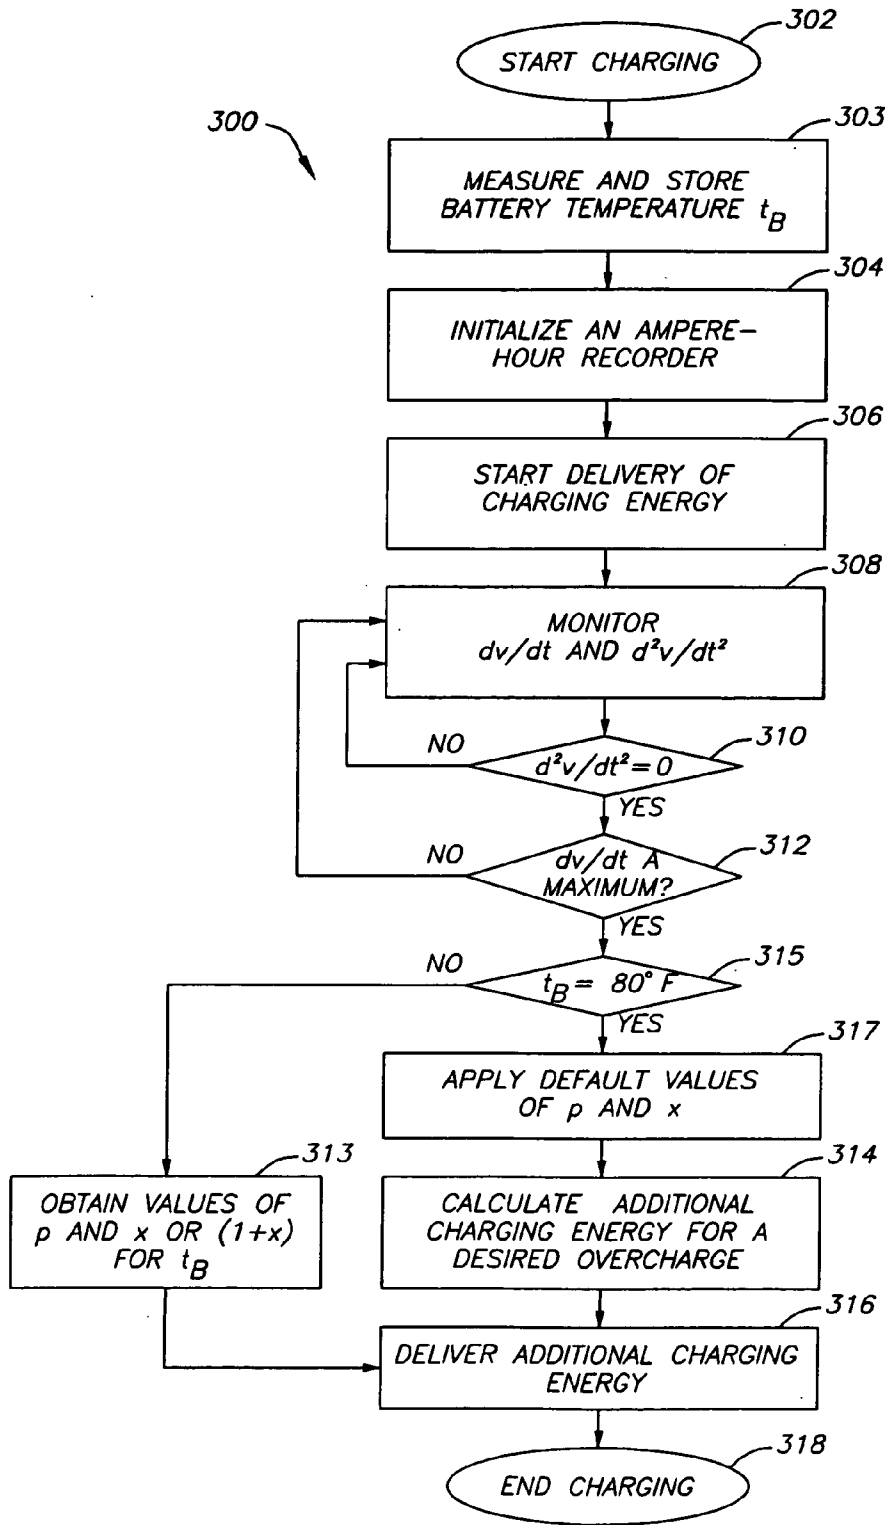 302
START CHARGING
300
303
MEASURE AND STORE
BATTERY TEMPERATURE t_B
304
INITIALIZE AN AMPERE-
HOUR RECORDER
306
START DELIVERY OF
CHARGING ENERGY
308
MONITOR
dv/dt AND d²v/dt²
NO
310
d²v/dt²=0
YES
NO
312
dv/dt A
MAXIMUM?
YES
NO
315
t_B = 80° F
YES
317
APPLY DEFAULT VALUES
OF p AND x
313
OBTAIN VALUES OF
p AND x OR (1+x)
FOR t_B
314
CALCULATE ADDITIONAL
CHARGING ENERGY FOR A
DESIRED OVERCHARGE
316
DELIVER ADDITIONAL CHARGING
ENERGY
318
END CHARGING